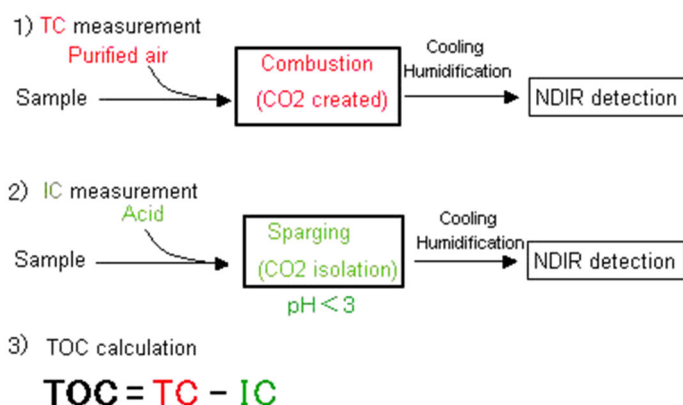 1) TC measurement
Purified air
Sample
Combustion
(CO2 created)
Cooling
Humidification
NDIR detection
2) IC measurement
Acid
Sample
Sparging
(CO2 isolation)
pH < 3
Cooling
Humidification
NDIR detection
3) TOC calculation
TOC = TC - IC